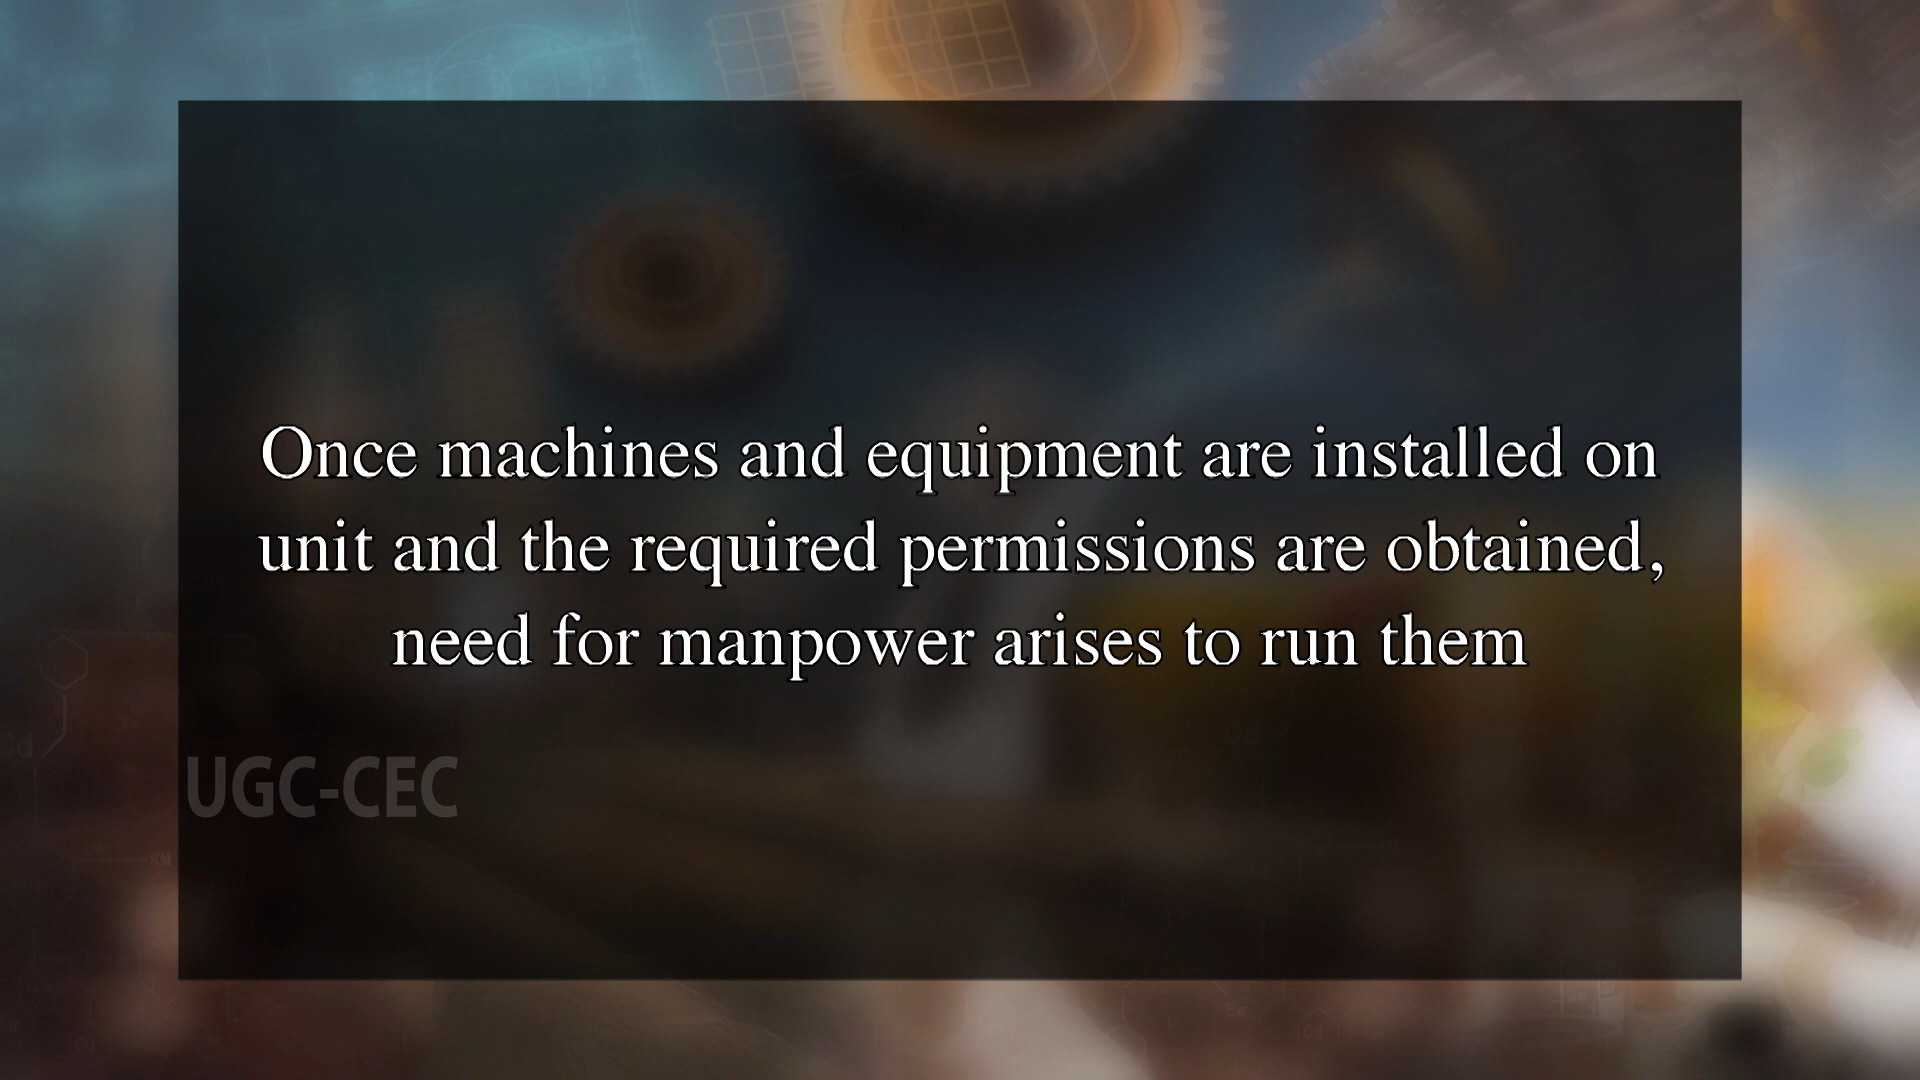 Once machines and equipment are installed on
unit and the required permissions are obtained,
need for manpower arises to run them
UGC-CEC